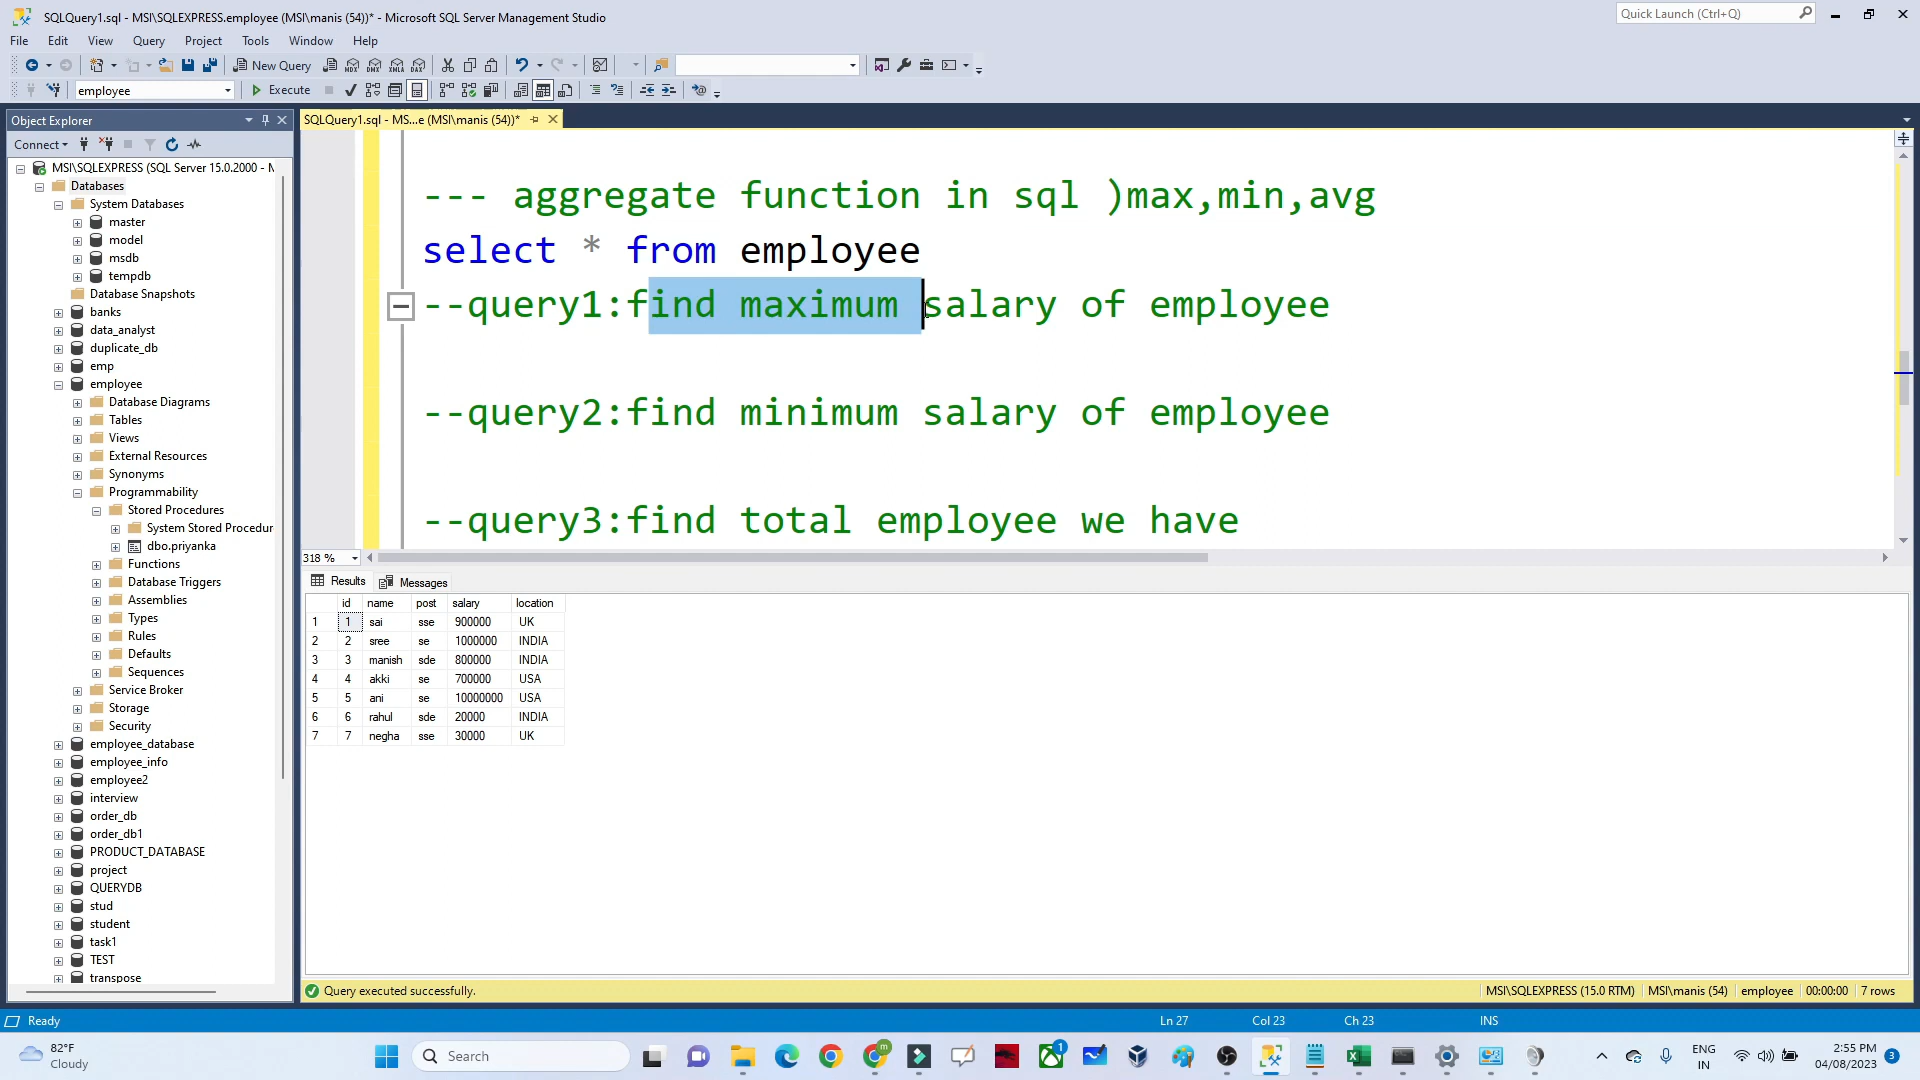 SQLQuery1.sql - MSI\SQLEXPRESS.employee (MSI\manis (54))* - Microsoft SQL Server Management Studio
Quick Launch (Ctrl+Q)
File Edit View Query Project Tools Window Help
New Query
employee Execute
Object Explorer
SQLQuery1.sql - MS...e (MSI\manis (54))*
Connect
MSI\SQLEXPRESS (SQL Server 15.0.2000 - M
Databases
System Databases
master
model
msdb
tempdb
Database Snapshots
banks
data_analyst
duplicate_db
emp
employee
Database Diagrams
Tables
Views
External Resources
Synonyms
Programmability
Stored Procedures
System Stored Procedur
dbo.priyanka
Functions
Database Triggers
Assemblies
Types
Rules
Defaults
Sequences
Service Broker
Storage
Security
employee_database
employee_info
employee2
interview
order_db
order_db1
PRODUCT_DATABASE
project
QUERYDB
stud
student
task1
TEST
transpose
--- aggregate function in sql )max,min,avg
select * from employee
--query1:find maximum salary of employee
--query2:find minimum salary of employee
--query3:find total employee we have
318 %
Results Messages
id name post salary location
1 1 sai sse 900000 UK
2 2 sree se 1000000 INDIA
3 3 manish sde 800000 INDIA
4 4 akki se 700000 USA
5 5 ani se 10000000 USA
6 6 rahul sde 20000 INDIA
7 7 negha sse 30000 UK
Query executed successfully.
MSI\SQLEXPRESS (15.0 RTM) MSI\manis (54) employee 00:00:00 7 rows
Ready
Ln 27 Col 23 Ch 23 INS
82°F
Cloudy
Search
1
m
ENG
IN
2:55 PM
04/08/2023
3